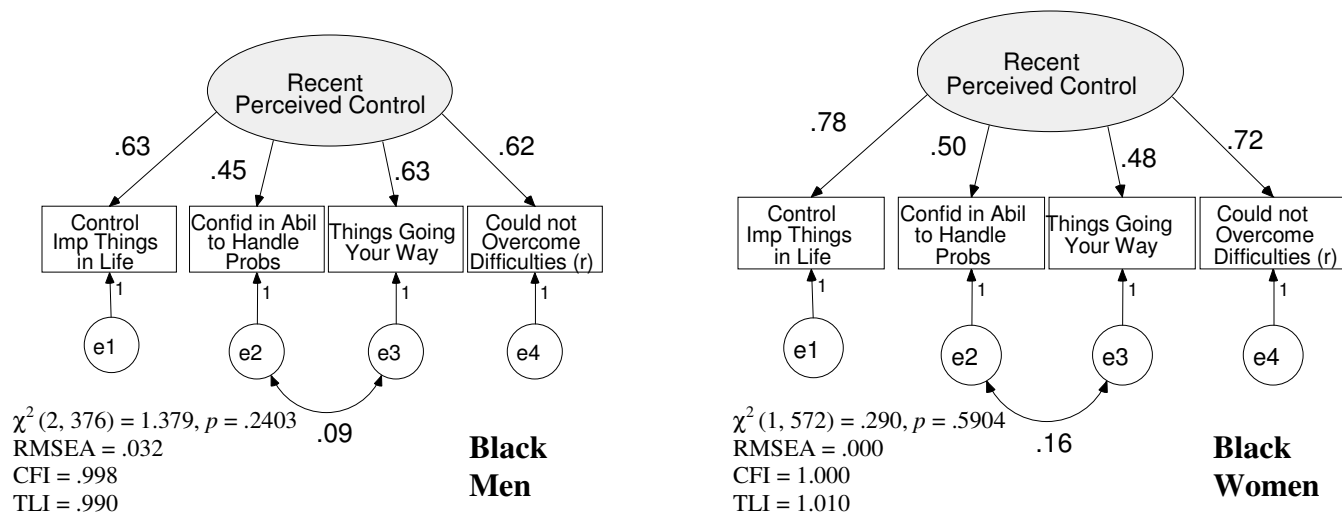 Recent
Perceived Control
.63
.45
.63
.62
Control
Imp Things
in Life
Confid in Abil
to Handle
Probs
Things Going
Your Way
Could not
Overcome
Difficulties (r)
1
1
1
1
e1
e2
e3
e4
.09
χ² (2, 376) = 1.379, p = .2403
RMSEA = .032
CFI = .998
TLI = .990
Black
Men
Recent
Perceived Control
.78
.50
.48
.72
Control
Imp Things
in Life
Confid in Abil
to Handle
Probs
Things Going
Your Way
Could not
Overcome
Difficulties (r)
1
1
1
1
e1
e2
e3
e4
.16
χ² (1, 572) = .290, p = .5904
RMSEA = .000
CFI = 1.000
TLI = 1.010
Black
Women